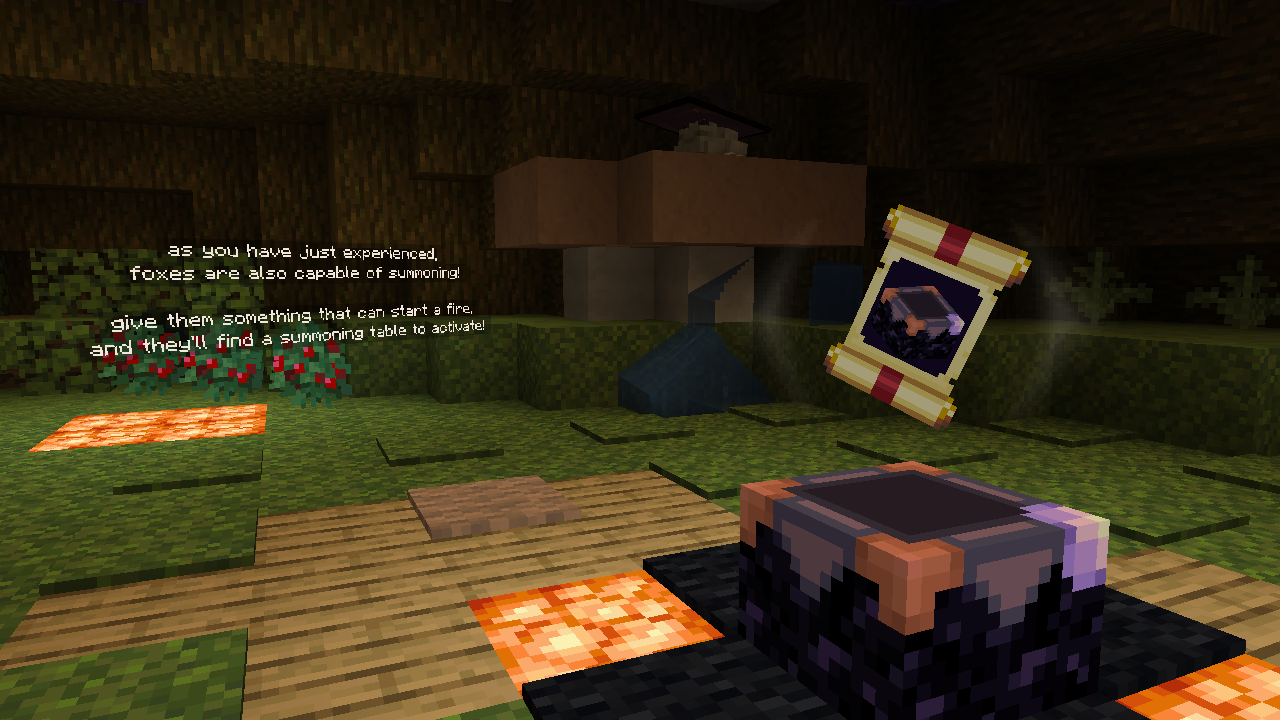 as you have just experienced,
foxes are also capable of summoning!
give them something that can start a fire,
and they'll find a summoning table to activate!